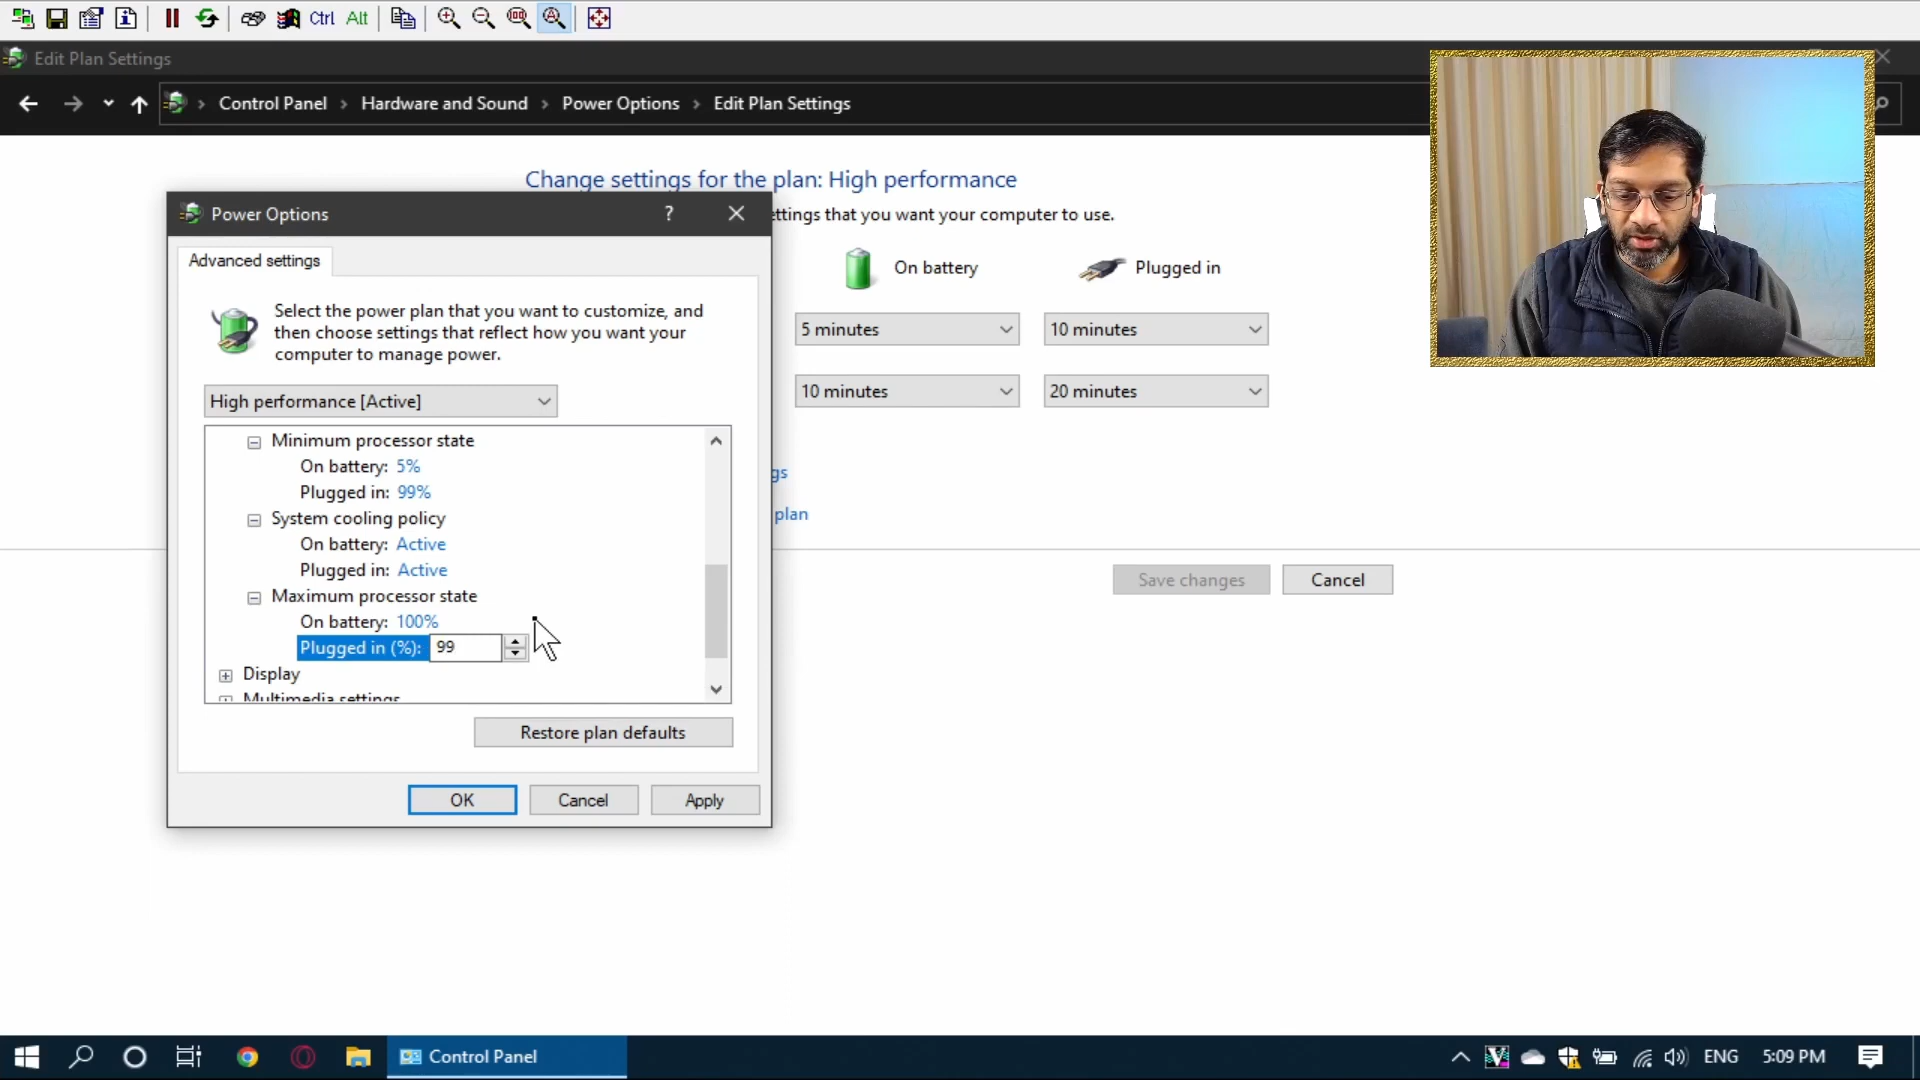 Ctrl Alt
Edit Plan Settings
Control Panel > Hardware and Sound > Power Options > Edit Plan Settings
Change settings for the plan: High performance
ettings that you want your computer to use.
Power Options ?
Advanced settings
On battery
Plugged in
Select the power plan that you want to customize, and
then choose settings that reflect how you want your
computer to manage power.
5 minutes
10 minutes
10 minutes
20 minutes
High performance [Active]
Minimum processor state
On battery: 5%
Plugged in: 99%
System cooling policy
On battery: Active
Plugged in: Active
Maximum processor state
On battery: 100%
Plugged in (%): 99
Display
Multimedia settings
gs
plan
Save changes
Cancel
Restore plan defaults
OK
Cancel
Apply
Control Panel
ENG
5:09 PM